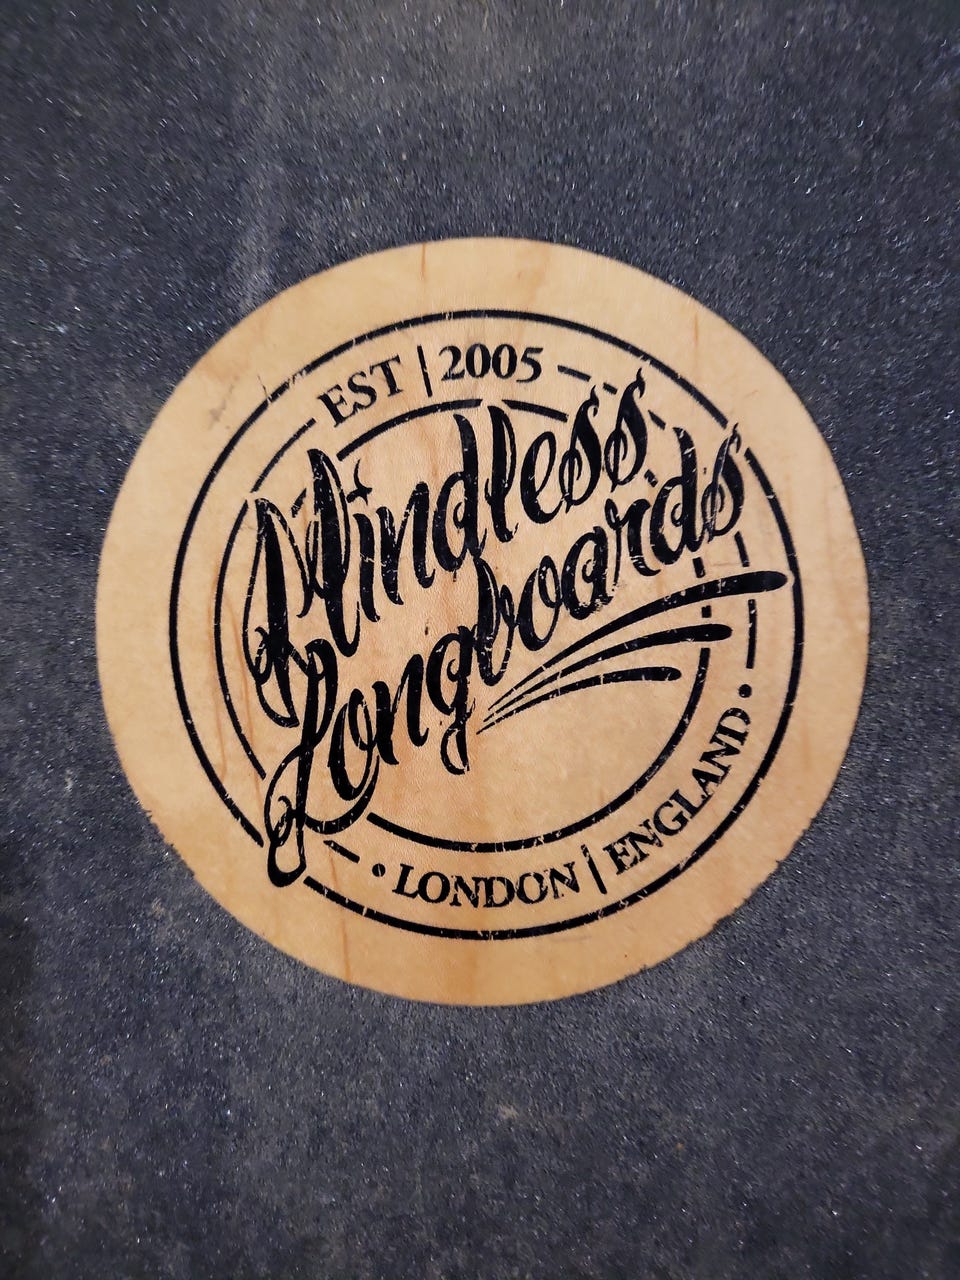 EST | 2005
Mindless
Longboards
• LONDON | ENGLAND •